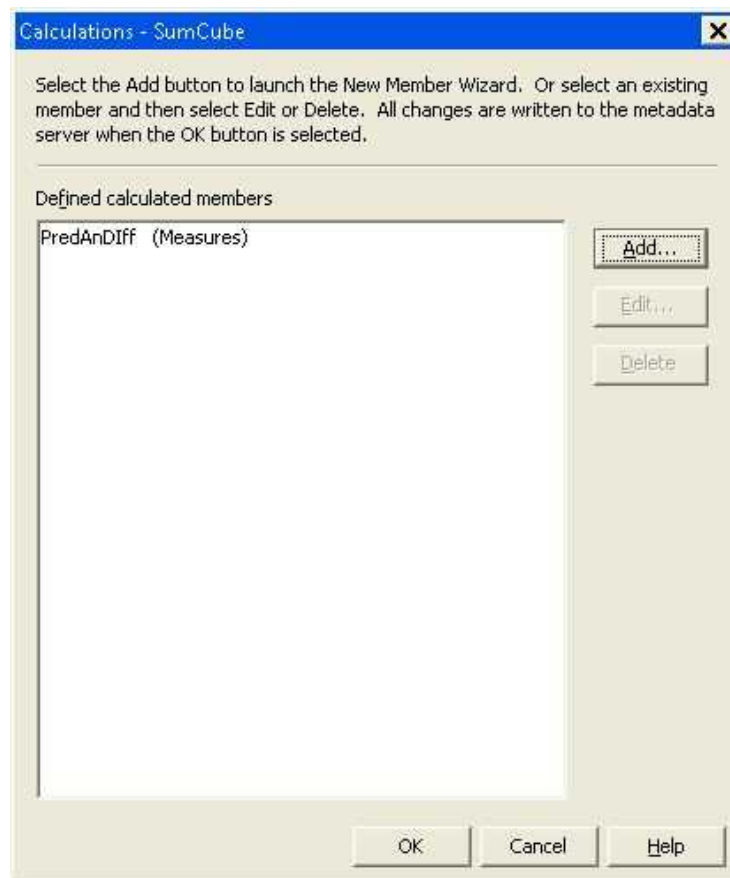 Calculations - SumCube
Select the Add button to launch the New Member Wizard. Or select an existing
member and then select Edit or Delete. All changes are written to the metadata
server when the OK button is selected.
Defined calculated members
PredAnDIff (Measures)
Add...
Edit...
Delete
OK Cancel Help